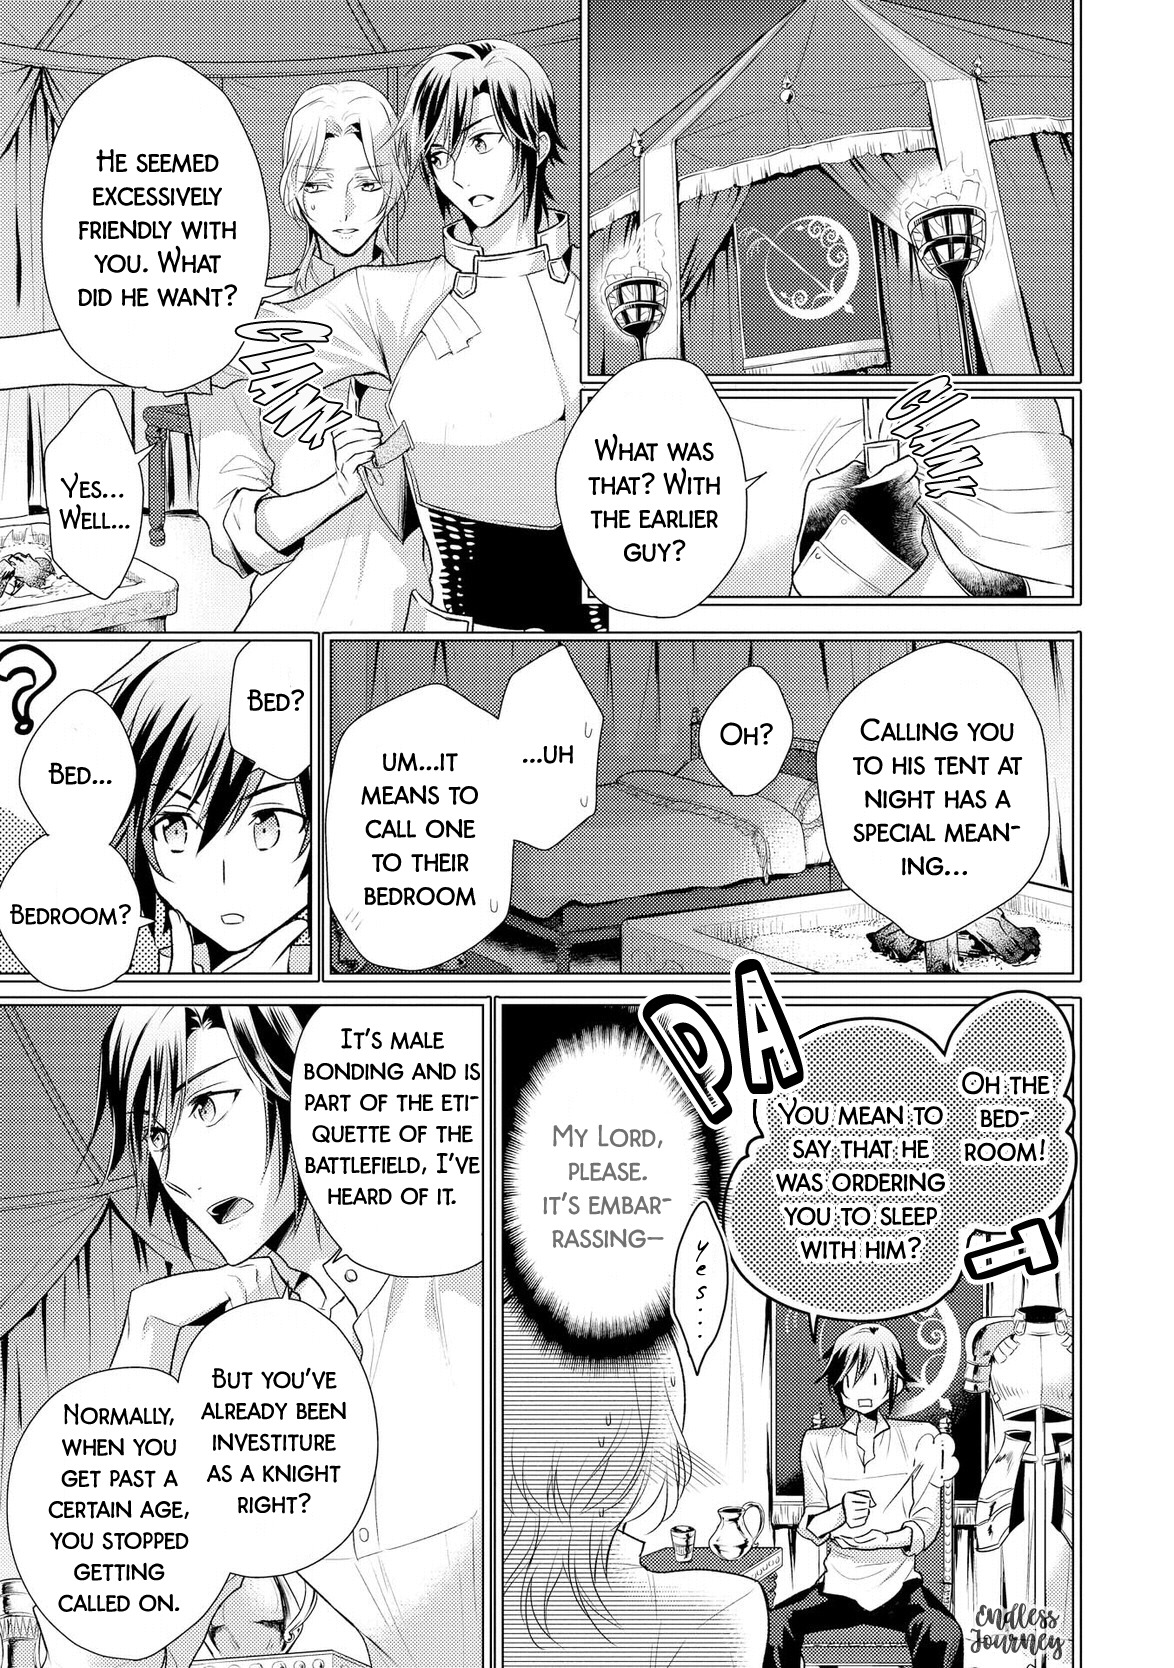 WHAT WAS
THAT? WITH
THE EARLIER
GUY?
CLANK
HE SEEMED
EXCESSIVELY
FRIENDLY WITH
YOU. WHAT
DID HE WANT?
CLANK
CLANK
YES...
WELL...
CALLING YOU
TO HIS TENT AT
NIGHT HAS A
SPECIAL MEAN-
ING...
OH?
...UH
UM...IT
MEANS TO
CALL ONE
TO THEIR
BEDROOM
BED?
BED...
BEDROOM?
?
OH THE
BED-
ROOM!
YOU MEAN TO
SAY THAT HE
WAS ORDERING
YOU TO SLEEP
WITH HIM?
PA
yes...
MY LORD,
PLEASE.
IT'S EMBAR-
RASSING—
IT'S MALE
BONDING AND IS
PART OF THE ETI-
QUETTE OF THE
BATTLEFIELD, I'VE
HEARD OF IT.
BUT YOU'VE
ALREADY BEEN
INVESTITURE
AS A KNIGHT
RIGHT?
NORMALLY,
WHEN YOU
GET PAST A
CERTAIN AGE,
YOU STOPPED
GETTING
CALLED ON.
Endless
Journey